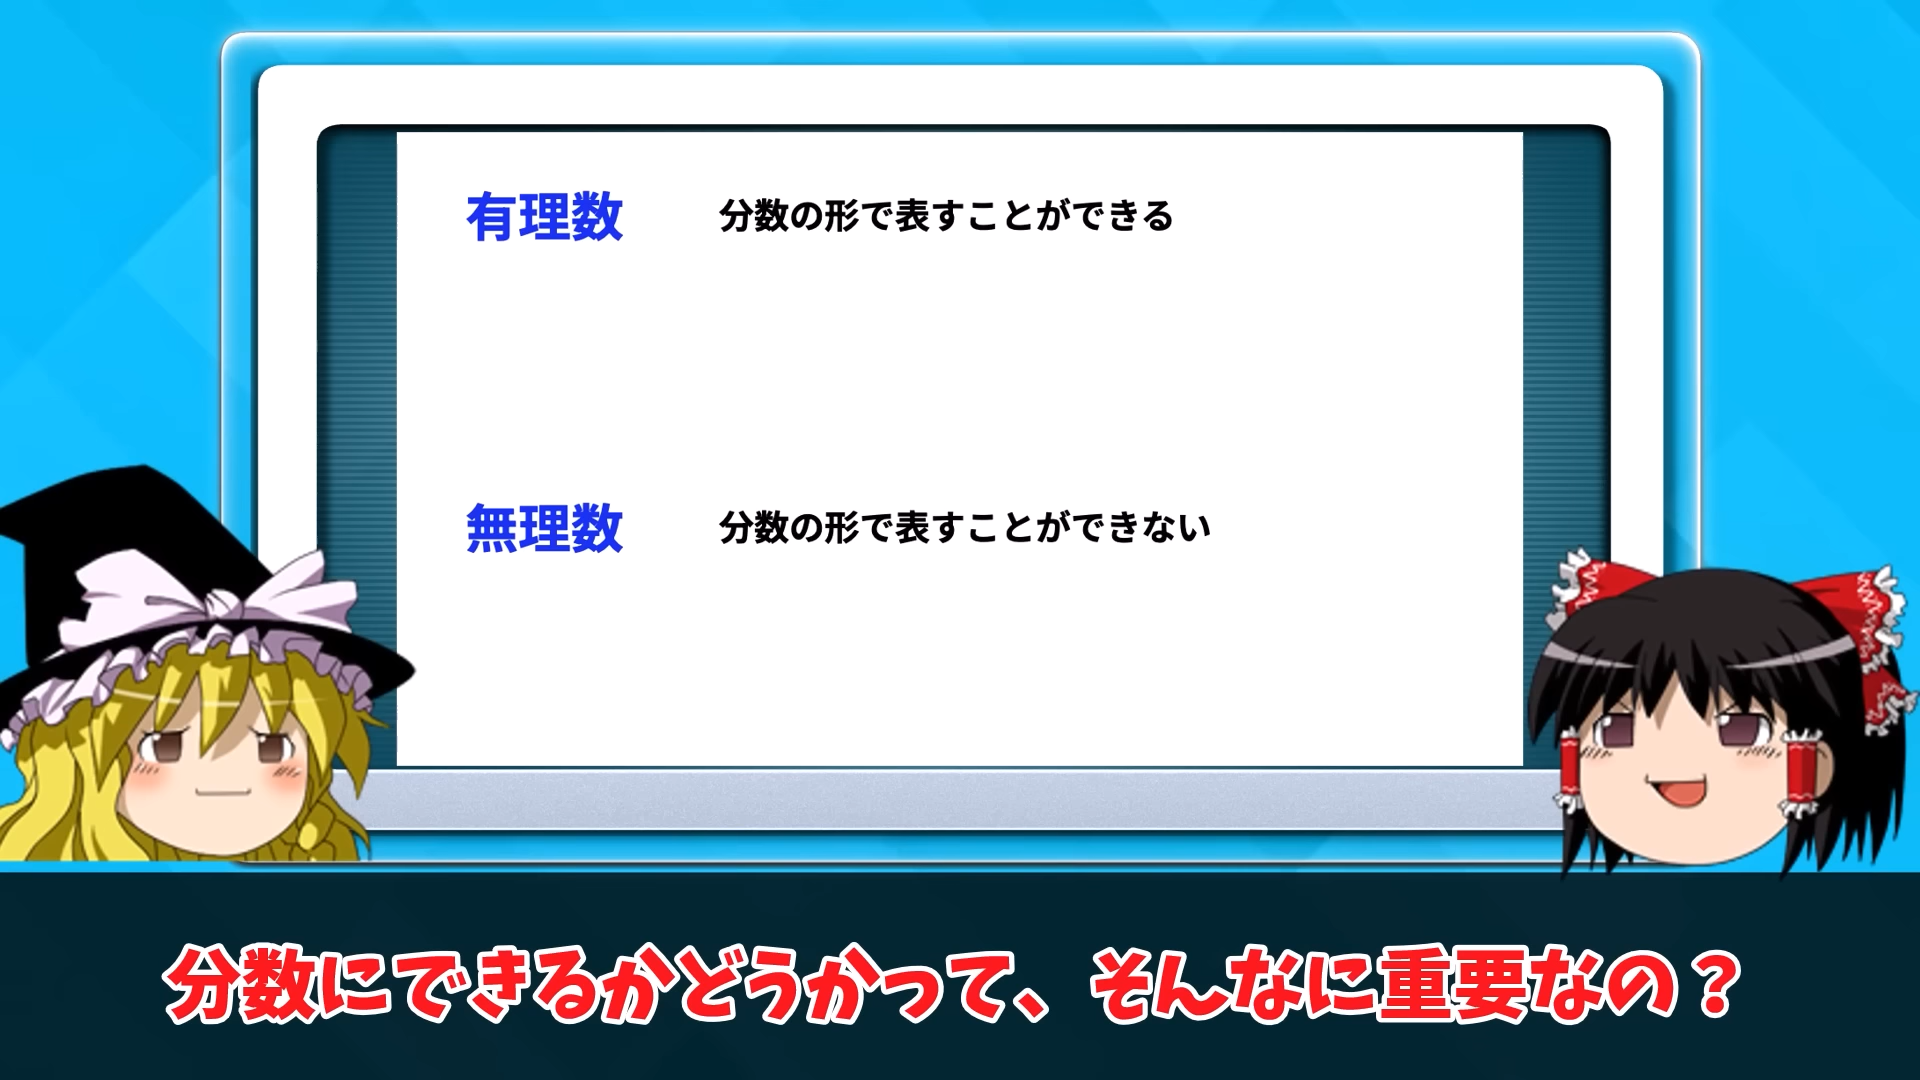 有理数 分数の形で表すことができる
無理数 分数の形で表すことができない
分数にできるかどうかって、そんなに重要なの？